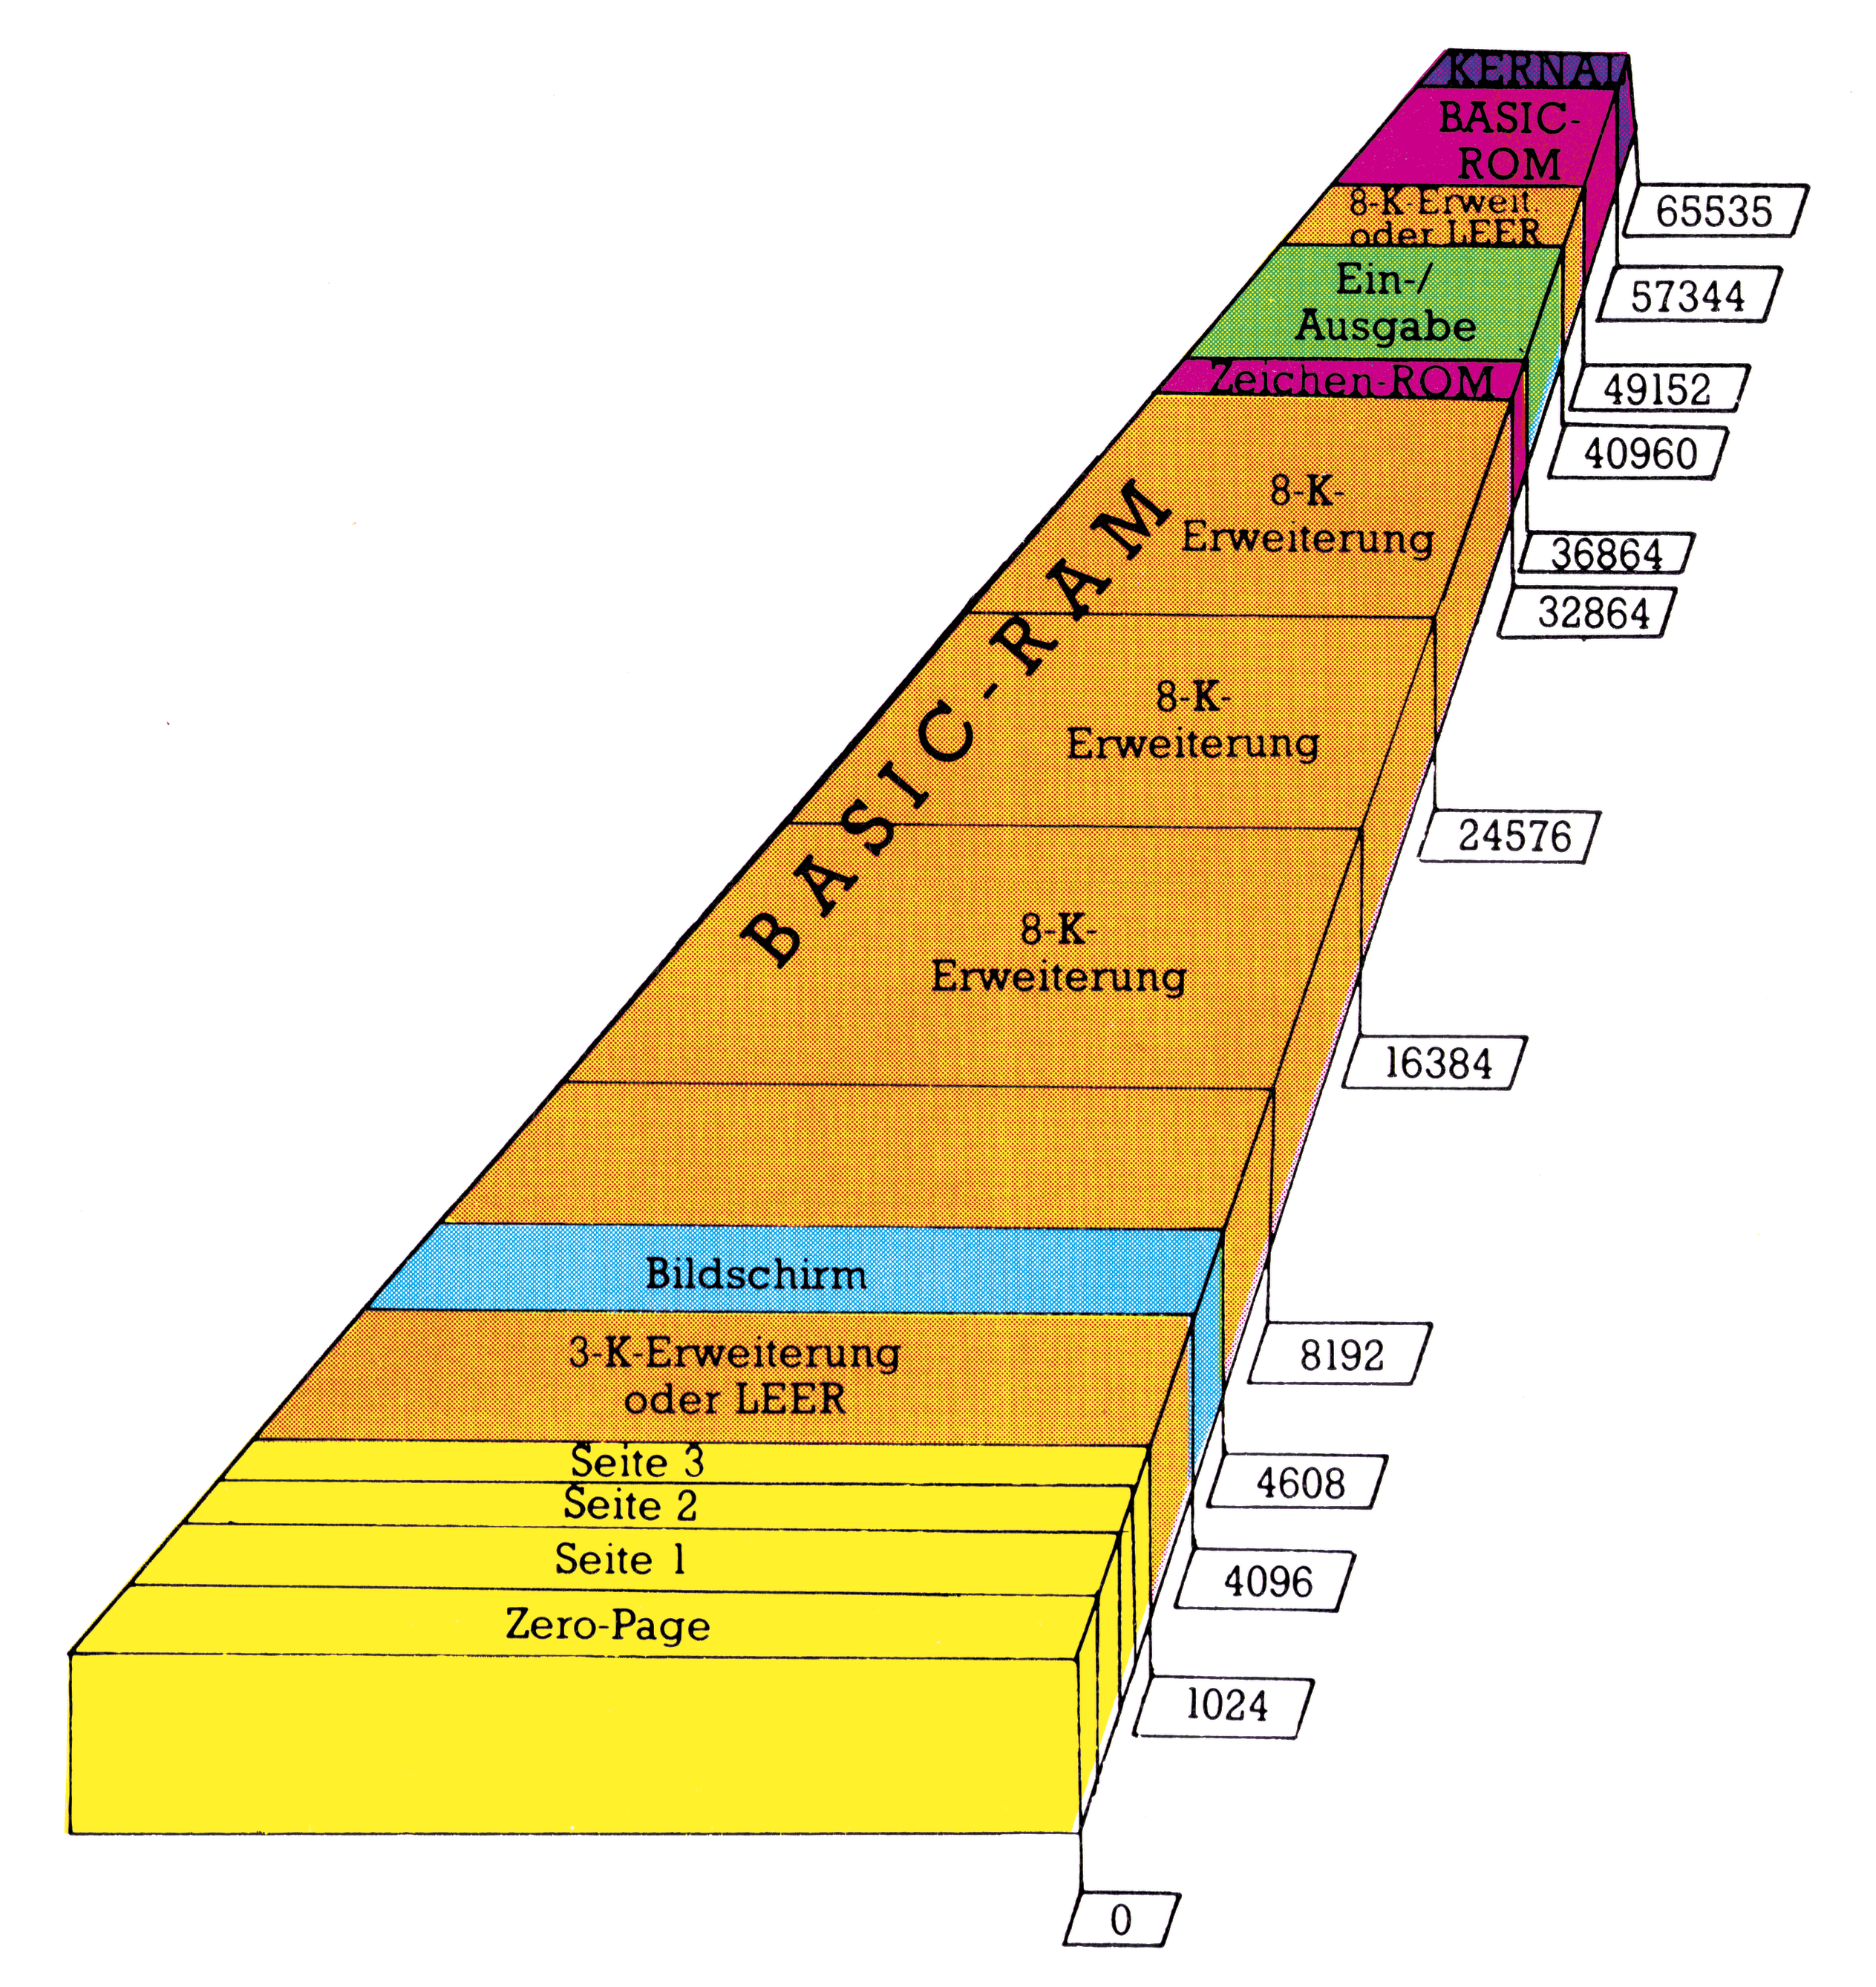 KERNAL
BASIC-
ROM
65535
8-K-Erweit.
oder LEER
57344
Ein-/
Ausgabe
49152
Zeichen-ROM
40960
BASIC-RAM
8-K-
Erweiterung
36864
32864
8-K-
Erweiterung
24576
8-K-
Erweiterung
16384
Bildschirm
8192
3-K-Erweiterung
oder LEER
Seite 3
4608
Seite 2
Seite 1
4096
Zero-Page
1024
0